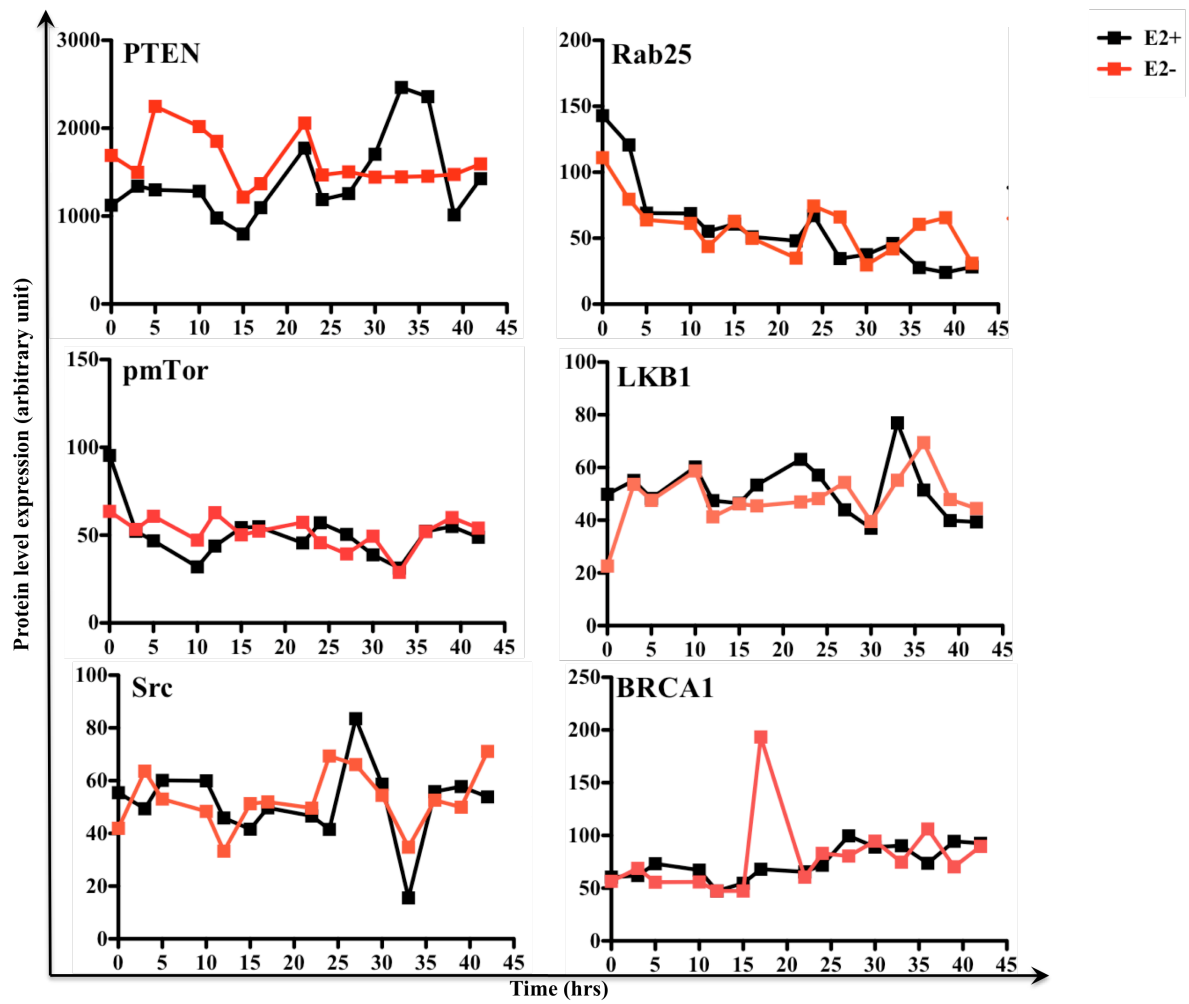 E2+
E2-
Protein level expression (arbitrary unit)
PTEN
3000
2000
1000
0
0 5 10 15 20 25 30 35 40 45
Rab25
200
150
100
50
0
0 5 10 15 20 25 30 35 40 45
pmTor
150
100
50
0
0 5 10 15 20 25 30 35 40 45
LKB1
100
80
60
40
20
0
0 5 10 15 20 25 30 35 40 45
Src
100
80
60
40
20
0
0 5 10 15 20 25 30 35 40 45
BRCA1
250
200
150
100
50
0
0 5 10 15 20 25 30 35 40 45
Time (hrs)